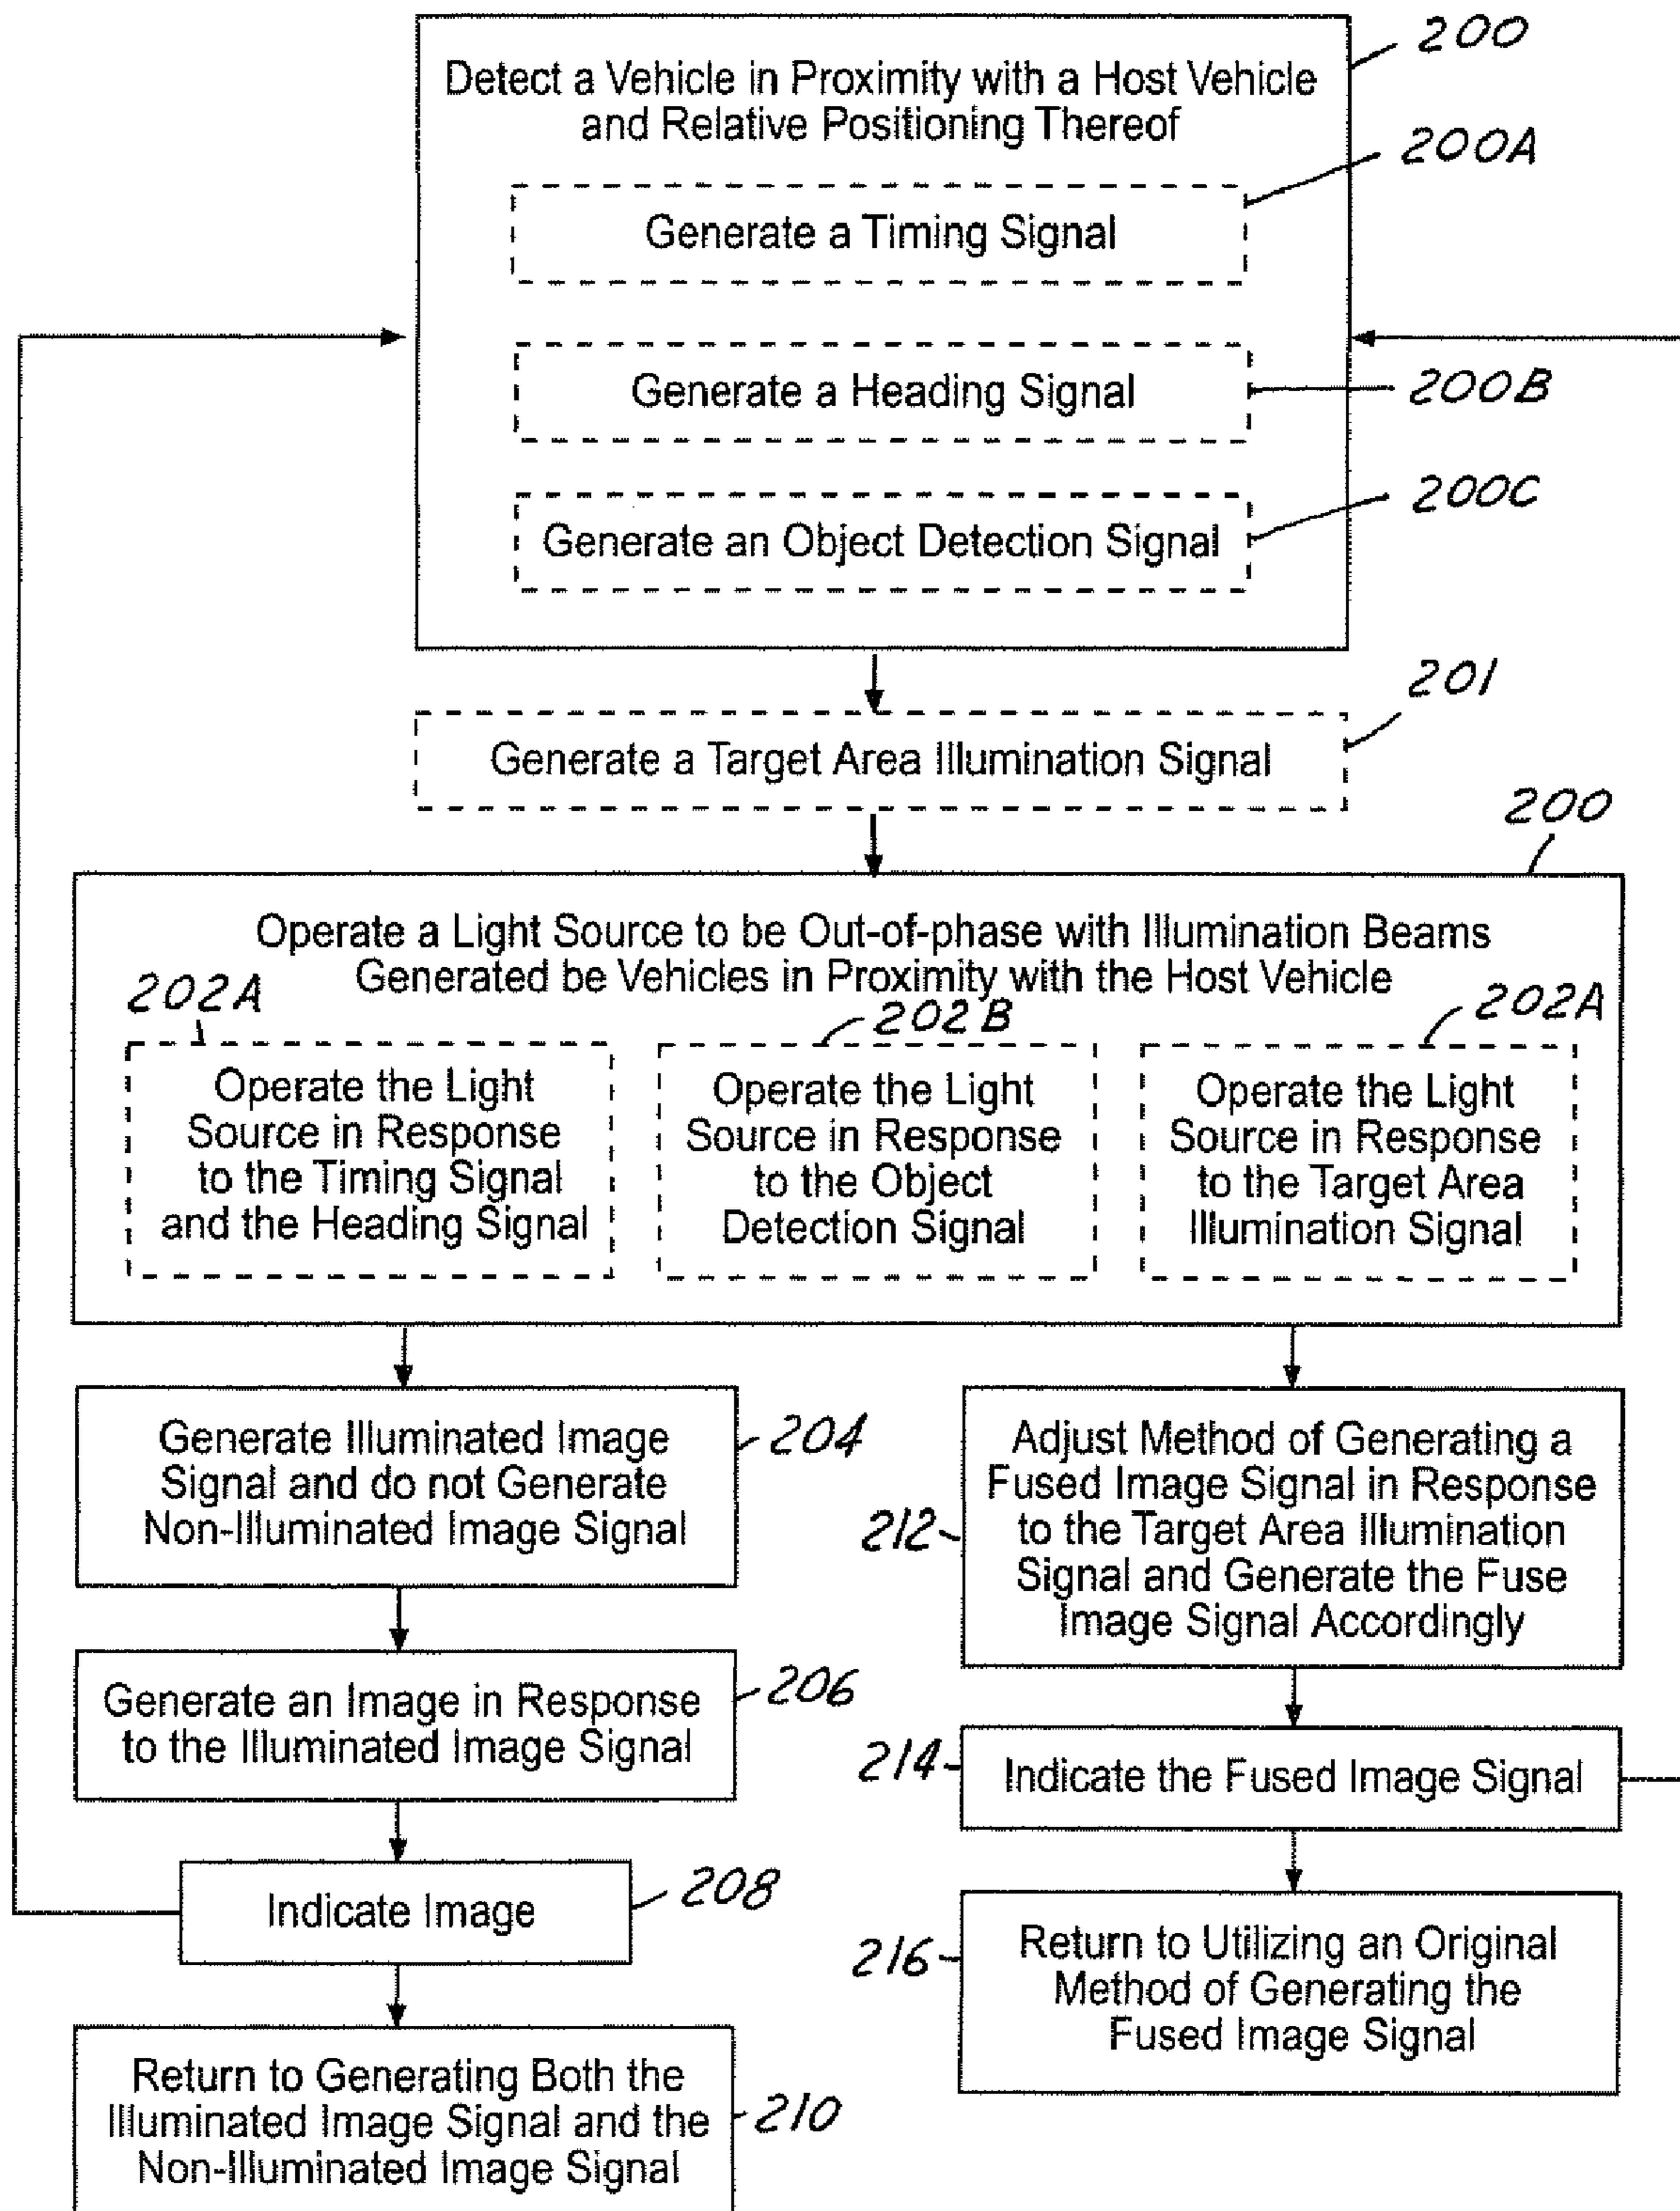 200
Detect a Vehicle in Proximity with a Host Vehicle
and Relative Positioning Thereof
200A
Generate a Timing Signal
Generate a Heading Signal
200B
200C
Generate an Object Detection Signal
201
Generate a Target Area Illumination Signal
200
Operate a Light Source to be Out-of-phase with Illumination Beams
Generated be Vehicles in Proximity with the Host Vehicle
202A
Operate the Light
Source in Response
to the Timing Signal
and the Heading Signal
202B
Operate the Light
Source in Response
to the Object
Detection Signal
202A
Operate the Light
Source in Response
to the Target Area
Illumination Signal
Generate Illuminated Image
Signal and do not Generate
Non-Illuminated Image Signal
204
Generate an Image in Response
to the Illuminated Image Signal
206
Indicate Image
208
Return to Generating Both the
Illuminated Image Signal and the
Non-Illuminated Image Signal
210
Adjust Method of Generating a
Fused Image Signal in Response
to the Target Area Illumination
Signal and Generate the Fuse
Image Signal Accordingly
212
214
Indicate the Fused Image Signal
216
Return to Utilizing an Original
Method of Generating the
Fused Image Signal